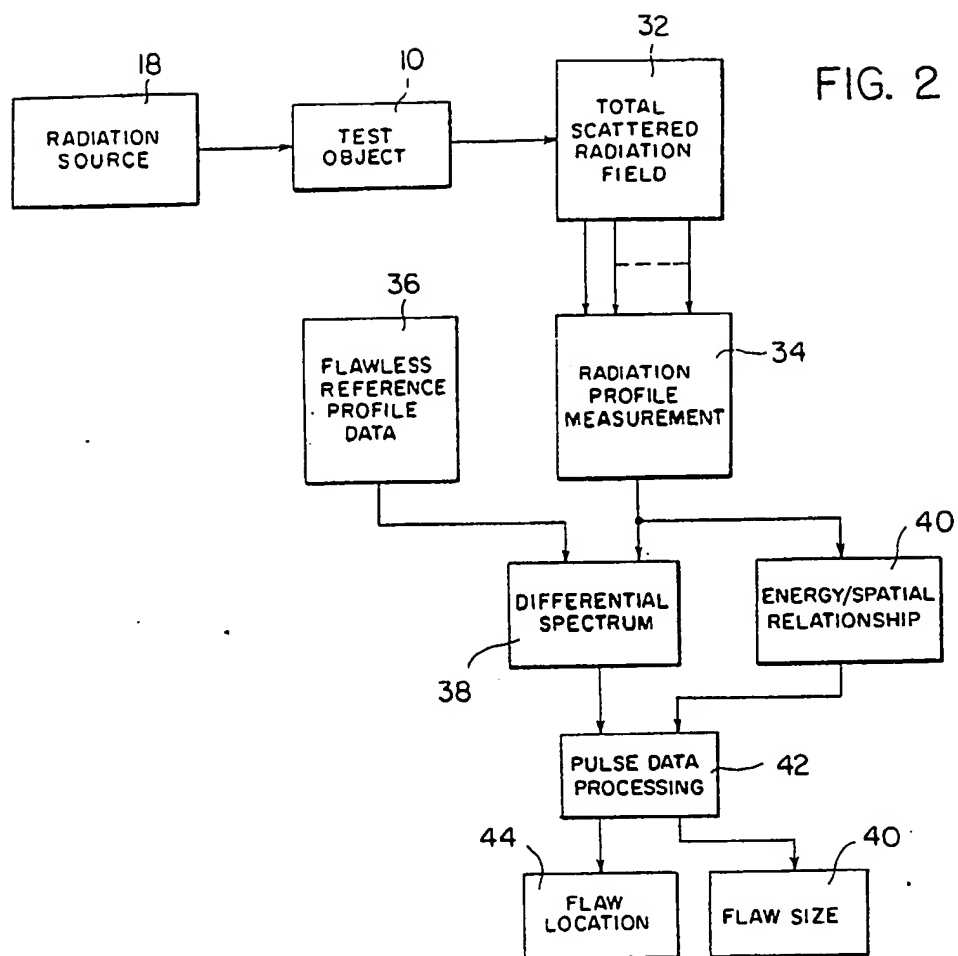 FIG. 2
18
RADIATION
SOURCE
10
TEST
OBJECT
32
TOTAL
SCATTERED
RADIATION
FIELD
36
FLAWLESS
REFERENCE
PROFILE
DATA
34
RADIATION
PROFILE
MEASUREMENT
38
DIFFERENTIAL
SPECTRUM
40
ENERGY/SPATIAL
RELATIONSHIP
42
PULSE DATA
PROCESSING
44
FLAW
LOCATION
40
FLAW SIZE